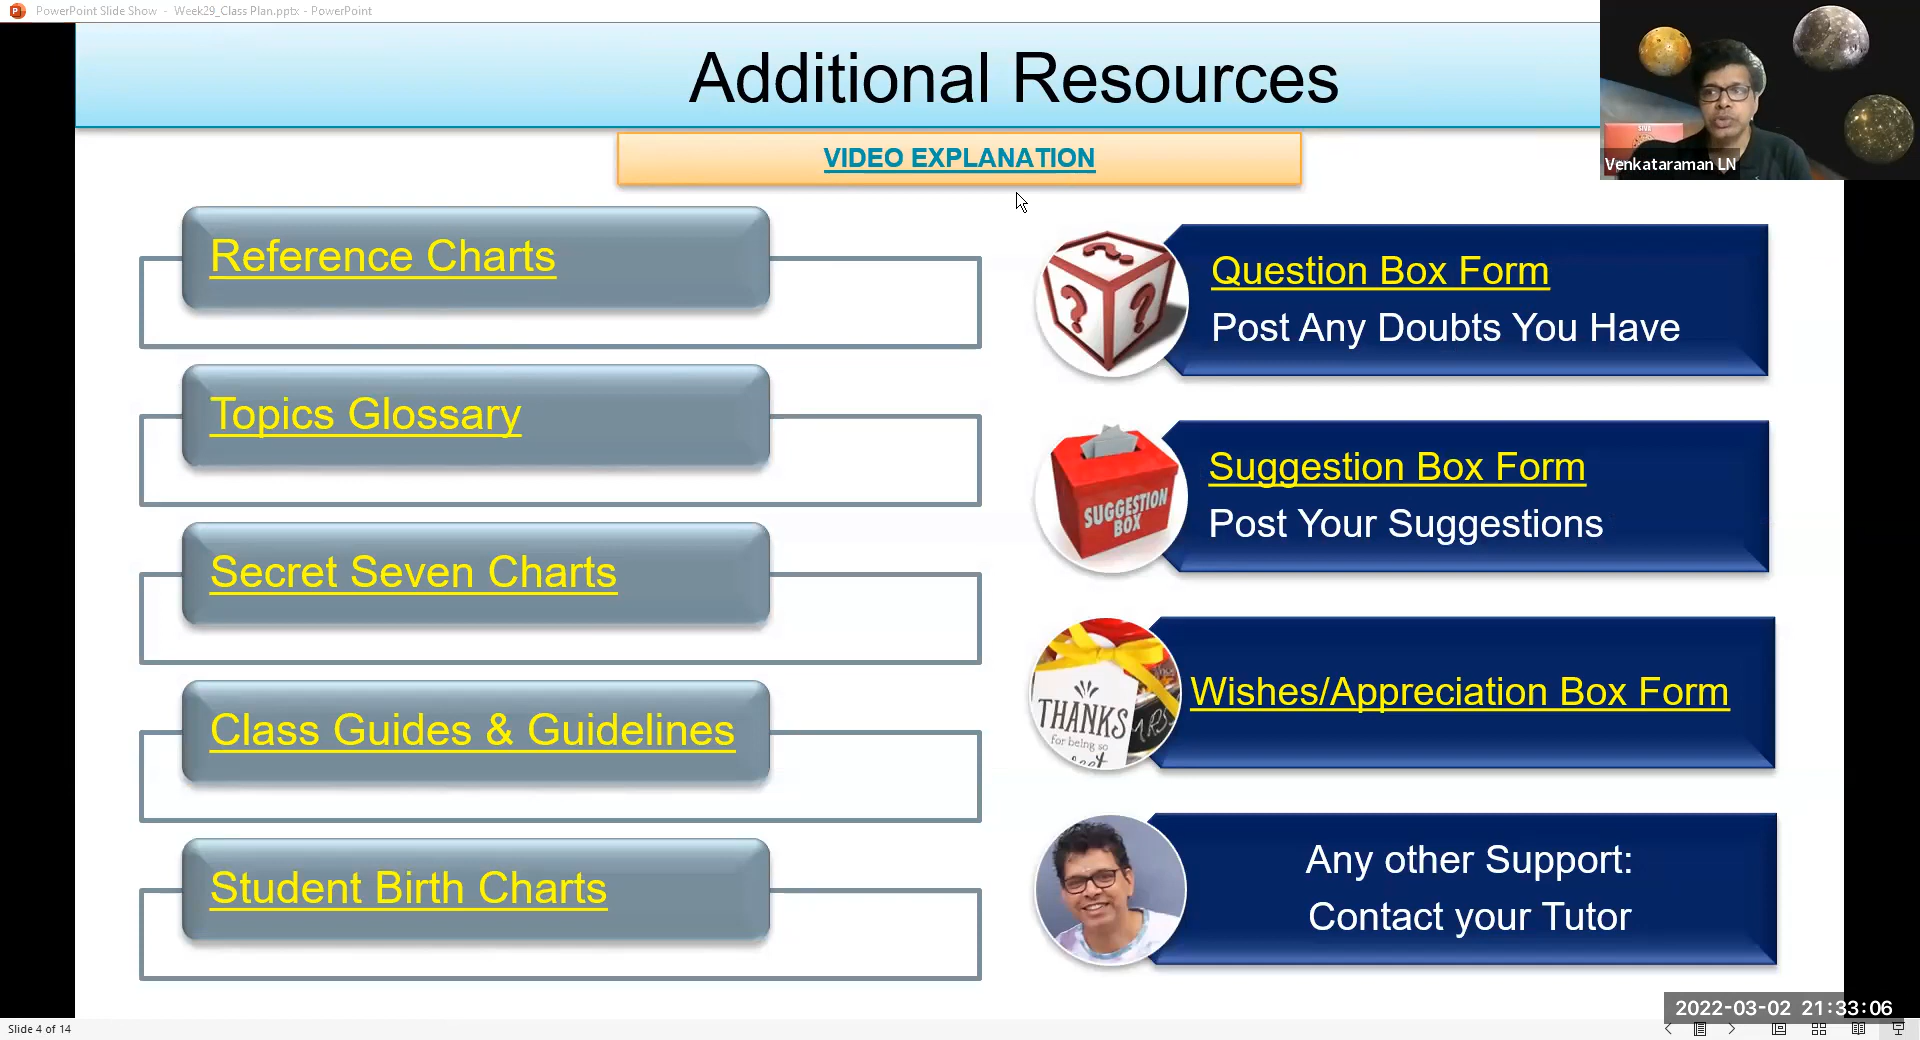 PowerPoint Slide Show - Week29_Class Plan.pptx - PowerPoint
Additional Resources
VIDEO EXPLANATION
SIVE
Venkataraman LN
Reference Charts
Topics Glossary
Secret Seven Charts
Class Guides & Guidelines
Student Birth Charts
Question Box Form
Post Any Doubts You Have
SUGGESTION
BOX
Suggestion Box Form
Post Your Suggestions
THANKS
for being so
MRS
Wishes/Appreciation Box Form
Any other Support:
Contact your Tutor
2022-03-02 21:33:06
Slide 4 of 14